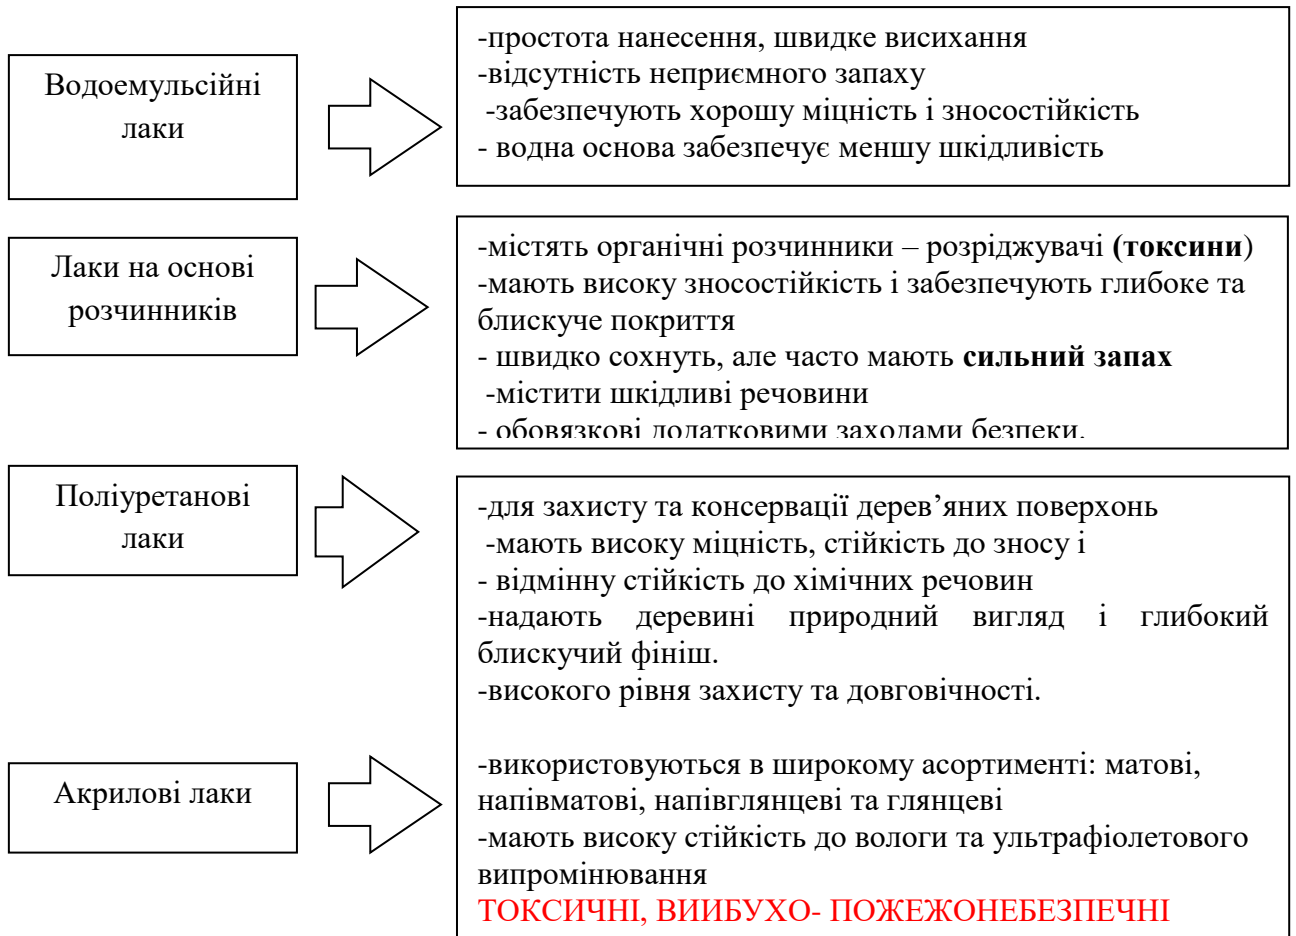 Водоемульсійні
лаки
-простота нанесення, швидке висихання
-відсутність неприємного запаху
-забезпечують хорошу міцність і зносостійкість
- водна основа забезпечує меншу шкідливість
Лаки на основі
розчинників
-містять органічні розчинники – розріджувачі (токсини)
-мають високу зносостійкість і забезпечують глибоке та
блискуче покриття
- швидко сохнуть, але часто мають сильний запах
-містити шкідливі речовини
- обовязкові додатковими заходами безпеки.
Поліуретанові
лаки
-для захисту та консервації дерев’яних поверхонь
-мають високу міцність, стійкість до зносу і
- відмінну стійкість до хімічних речовин
-надають деревині природний вигляд і глибокий
блискучий фініш.
-високого рівня захисту та довговічності.
Акрилові лаки
-використовуються в широкому асортименті: матові,
напівматові, напівглянцеві та глянцеві
-мають високу стійкість до вологи та ультрафіолетового
випромінювання
ТОКСИЧНІ, ВИИБУХО- ПОЖЕЖОНЕБЕЗПЕЧНІ